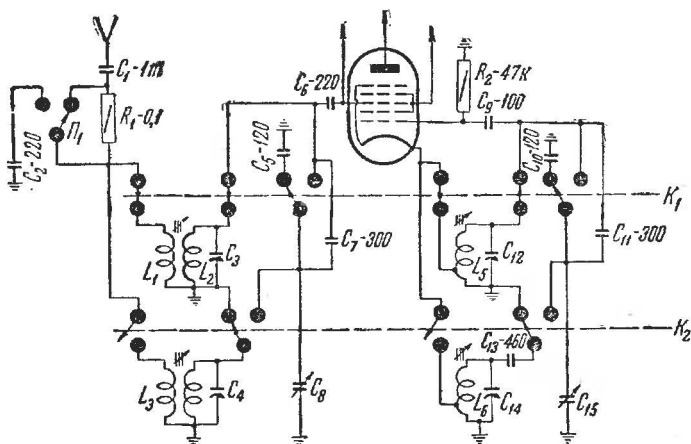 C₁-1т
C₆-220
R₂-47к
C₉-100
П₁
R₁-0,1
C₂-220
C₅-120
C₁₀-120
K₁
C₇-300
C₁₁-300
L₁
L₂
C₃
L₅
C₁₂
K₂
C₁₃-460
L₃
C₄
C₈
L₆
C₁₄
C₁₅